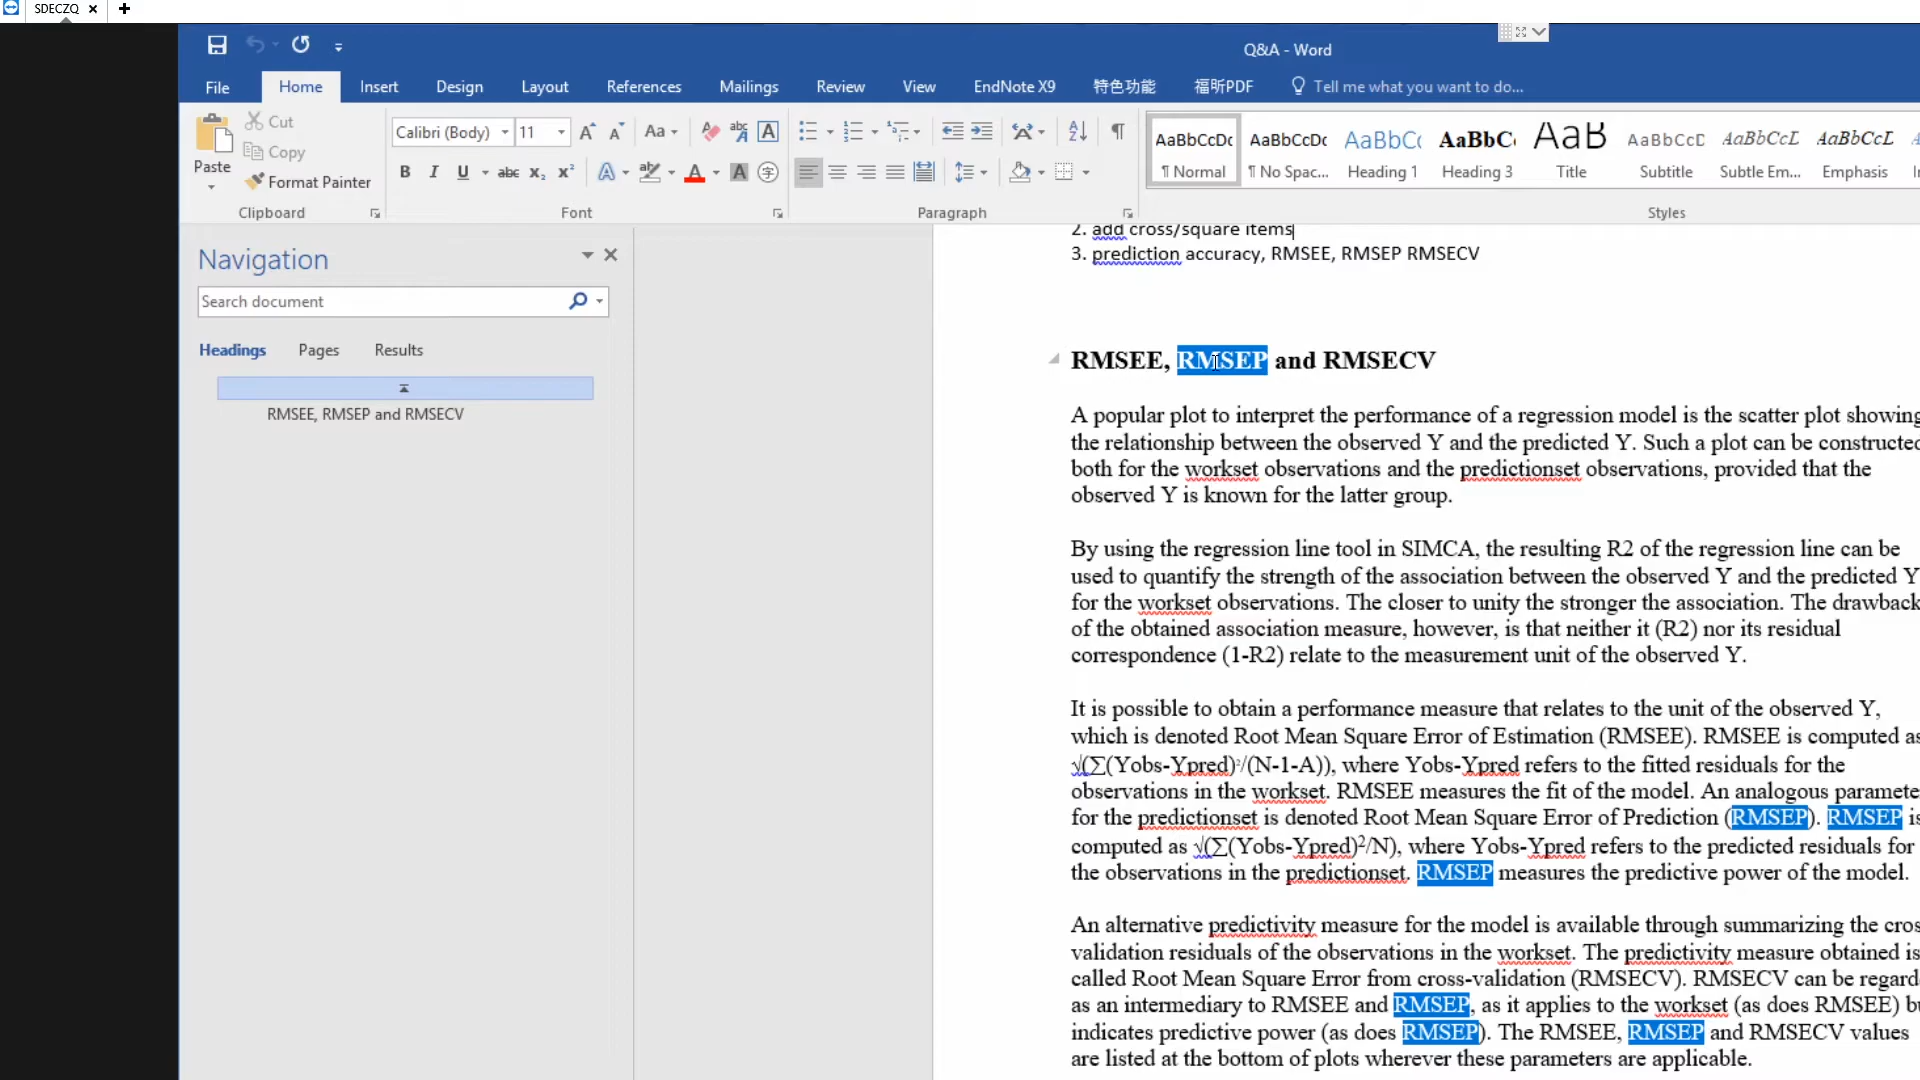 SDECZQ
Q&A - Word
File Home Insert Design Layout References Mailings Review View EndNote X9 特色功能 福昕PDF Tell me what you want to do...
Paste
Cut
Copy
Format Painter
Clipboard
Calibri (Body) 11
Font
Paragraph
AaBbCcDc AaBbCcDc AaBbCc AaBbC AaB AaBbCcD AaBbCcL AaBbCcL
¶ Normal ¶ No Spac... Heading 1 Heading 3 Title Subtitle Subtle Em... Emphasis
Styles
Navigation
Search document
Headings Pages Results
RMSEE, RMSEP and RMSECV
2. add cross/square items
3. prediction accuracy, RMSEE, RMSEP RMSECV
RMSEE, RMSEP and RMSECV
A popular plot to interpret the performance of a regression model is the scatter plot showing
the relationship between the observed Y and the predicted Y. Such a plot can be constructed
both for the workset observations and the predictionset observations, provided that the
observed Y is known for the latter group.
By using the regression line tool in SIMCA, the resulting R2 of the regression line can be
used to quantify the strength of the association between the observed Y and the predicted Y
for the workset observations. The closer to unity the stronger the association. The drawback
of the obtained association measure, however, is that neither it (R2) nor its residual
correspondence (1-R2) relate to the measurement unit of the observed Y.
It is possible to obtain a performance measure that relates to the unit of the observed Y,
which is denoted Root Mean Square Error of Estimation (RMSEE). RMSEE is computed as
√(∑(Yobs-Ypred)²/(N-1-A)), where Yobs-Ypred refers to the fitted residuals for the
observations in the workset. RMSEE measures the fit of the model. An analogous paramete
for the predictionset is denoted Root Mean Square Error of Prediction (RMSEP). RMSEP is
computed as √(∑(Yobs-Ypred)²/N), where Yobs-Ypred refers to the predicted residuals for
the observations in the predictionset. RMSEP measures the predictive power of the model.
An alternative predictivity measure for the model is available through summarizing the cros
validation residuals of the observations in the workset. The predictivity measure obtained is
called Root Mean Square Error from cross-validation (RMSECV). RMSECV can be regard
as an intermediary to RMSEE and RMSEP, as it applies to the workset (as does RMSEE) bu
indicates predictive power (as does RMSEP). The RMSEE, RMSEP and RMSECV values
are listed at the bottom of plots wherever these parameters are applicable.